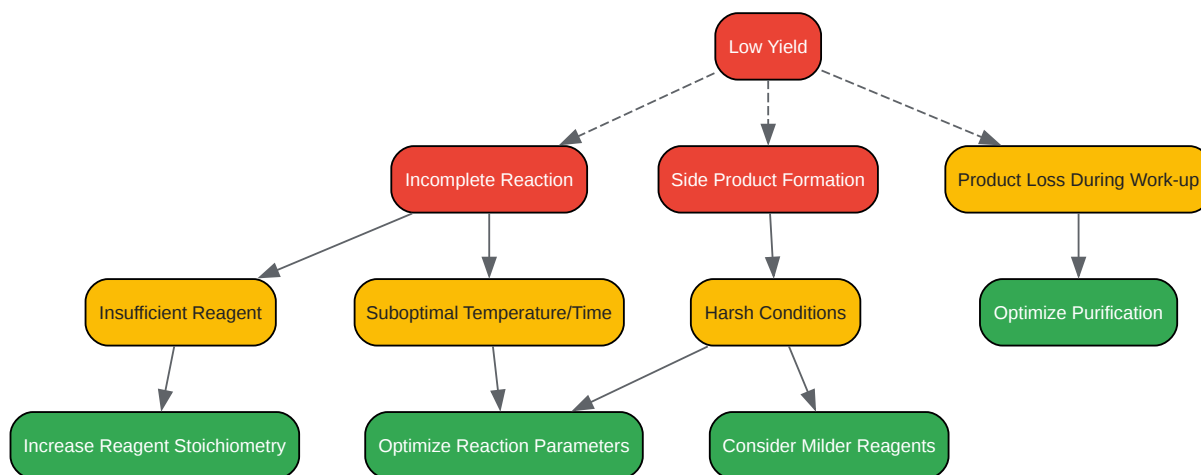 Low Yield
Incomplete Reaction
Side Product Formation
Product Loss During Work-up
Insufficient Reagent
Suboptimal Temperature/Time
Harsh Conditions
Optimize Purification
Increase Reagent Stoichiometry
Optimize Reaction Parameters
Consider Milder Reagents